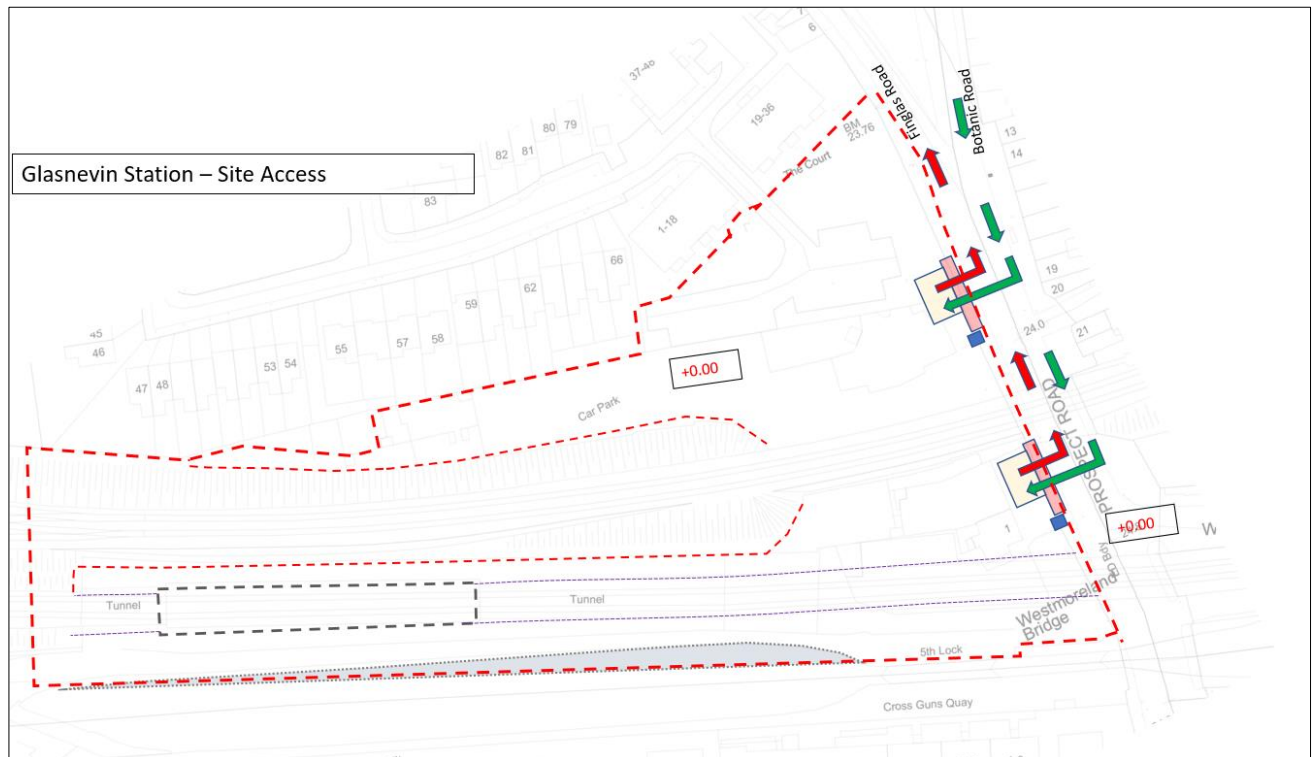 7
6
37-48
Finglas Road
Botanic Road
19-36
BM
23.76
80 79
13
82
81
14
Glasnevin Station – Site Access
The Court
83
1-18
66
19
62
20
59
24.0
21
45
46
58
57
55
53 54
+0.00
47 48
Car Park
PROSPECT ROAD
1
+0.00
W
Tunnel
Tunnel
Westmoreland
Bridge
5th Lock
Cross Guns Quay